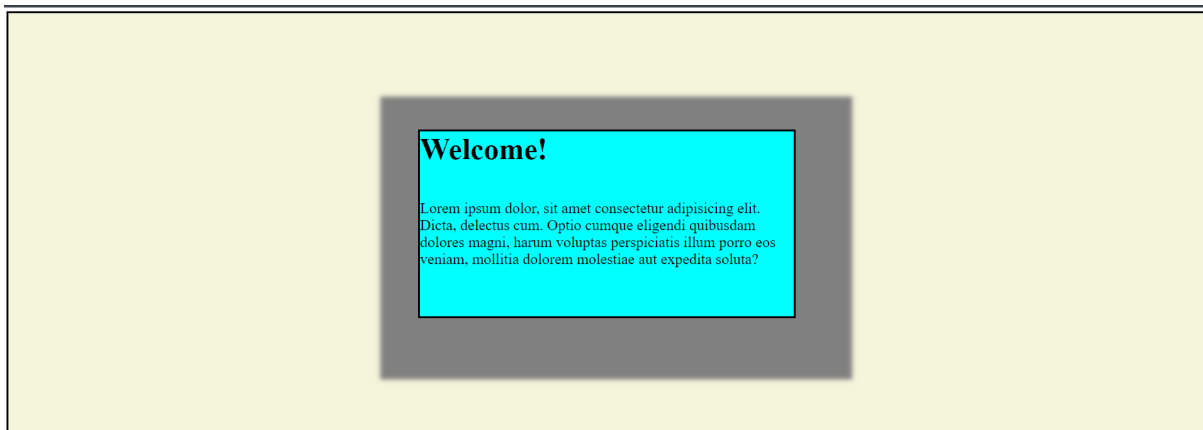 Welcome!
Lorem ipsum dolor, sit amet consectetur adipisicing elit.
Dicta, delectus cum. Optio cumque eligendi quibusdam
dolores magni, harum voluptas perspiciatis illum porro eos
veniam, mollitia dolorem molestiae aut expedita soluta?